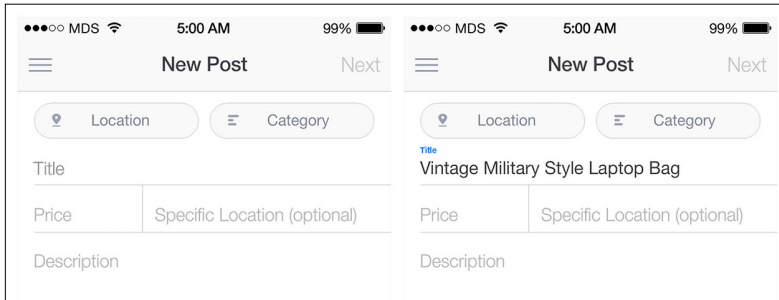 MDS 5:00 AM 99%
New Post Next
Location Category
Title
Price Specific Location (optional)
Description
MDS 5:00 AM 99%
New Post Next
Location Category
Title
Vintage Military Style Laptop Bag
Price Specific Location (optional)
Description